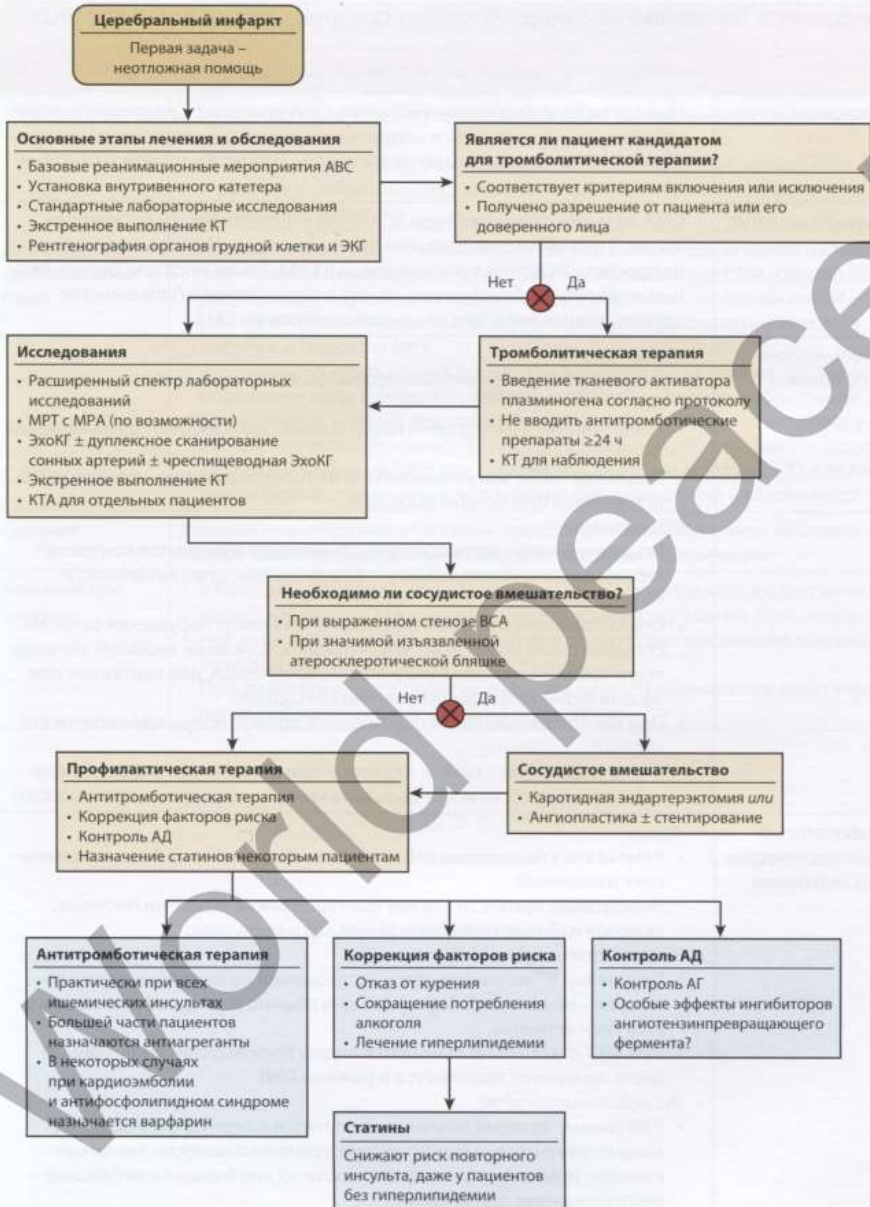 Церебральный инфаркт
Первая задача –
неотложная помощь
Основные этапы лечения и обследования
• Базовые реанимационные мероприятия АВС
• Установка внутривенного катетера
• Стандартные лабораторные исследования
• Экстренное выполнение КТ
• Рентгенография органов грудной клетки и ЭКГ
Является ли пациент кандидатом
для тромболитической терапии?
• Соответствует критериям включения или исключения
• Получено разрешение от пациента или его
доверенного лица
Нет
Да
Исследования
• Расширенный спектр лабораторных
исследований
• МРТ с МРА (по возможности)
• ЭхоКГ ± дуплексное сканирование
сонных артерий ± чреспищеводная ЭхоКГ
• Экстренное выполнение КТ
• КТА для отдельных пациентов
Тромболитическая терапия
• Введение тканевого активатора
плазминогена согласно протоколу
• Не вводить антитромботические
препараты ≥24 ч
• КТ для наблюдения
Необходимо ли сосудистое вмешательство?
• При выраженном стенозе ВСА
• При значимой изъязвленной
атеросклеротической бляшке
Нет
Да
Профилактическая терапия
• Антитромботическая терапия
• Коррекция факторов риска
• Контроль АД
• Назначение статинов некоторым пациентам
Сосудистое вмешательство
• Каротидная эндартерэктомия или
• Ангиопластика ± стентирование
Антитромботическая терапия
• Практически при всех
ишемических инсультах
• Большей части пациентов
назначаются антиагреганты
• В некоторых случаях
при кардиоэмболии
и антифосфолипидном синдроме
назначается варфарин
Коррекция факторов риска
• Отказ от курения
• Сокращение потребления
алкоголя
• Лечение гиперлипидемии
Контроль АД
• Контроль АГ
• Особые эффекты ингибиторов
ангиотензинпревращающего
фермента?
Статины
Снижают риск повторного
инсульта, даже у пациентов
без гиперлипидемии
World peace